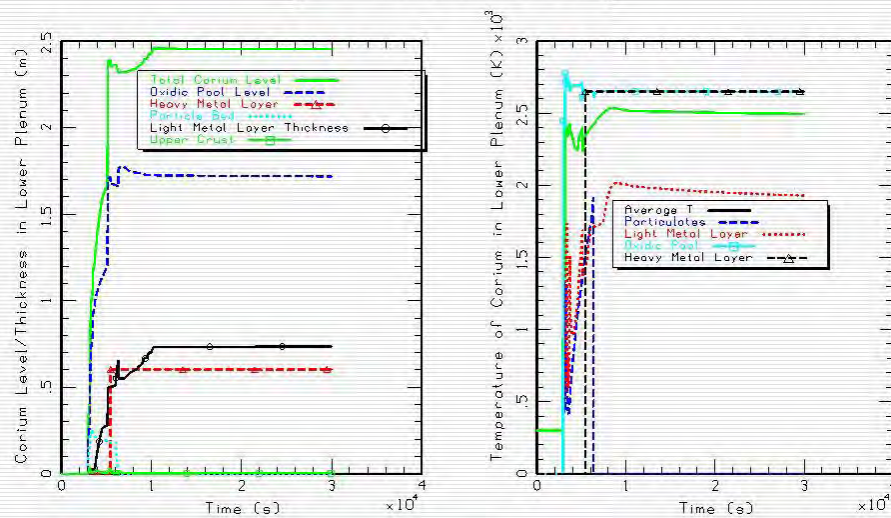 Corium Level/Thickness In Lower Plenum (m)
2.5
2
1.5
1
.5
0
Total Corium Level
Oxidic Pool Level
Heavy Metal Layer
Particle Bed
Light Metal Layer Thickness
Upper Crust
0
1
2
3
4
×10⁴
Time (s)
Temperature of Corium in Lower Plenum (K) ×10³
3
2.5
2
1.5
1
.5
0
Average T
Particulates
Light Metal Layer
Oxidic Pool
Heavy Metal Layer
0
1
2
3
4
×10⁴
Time (s)